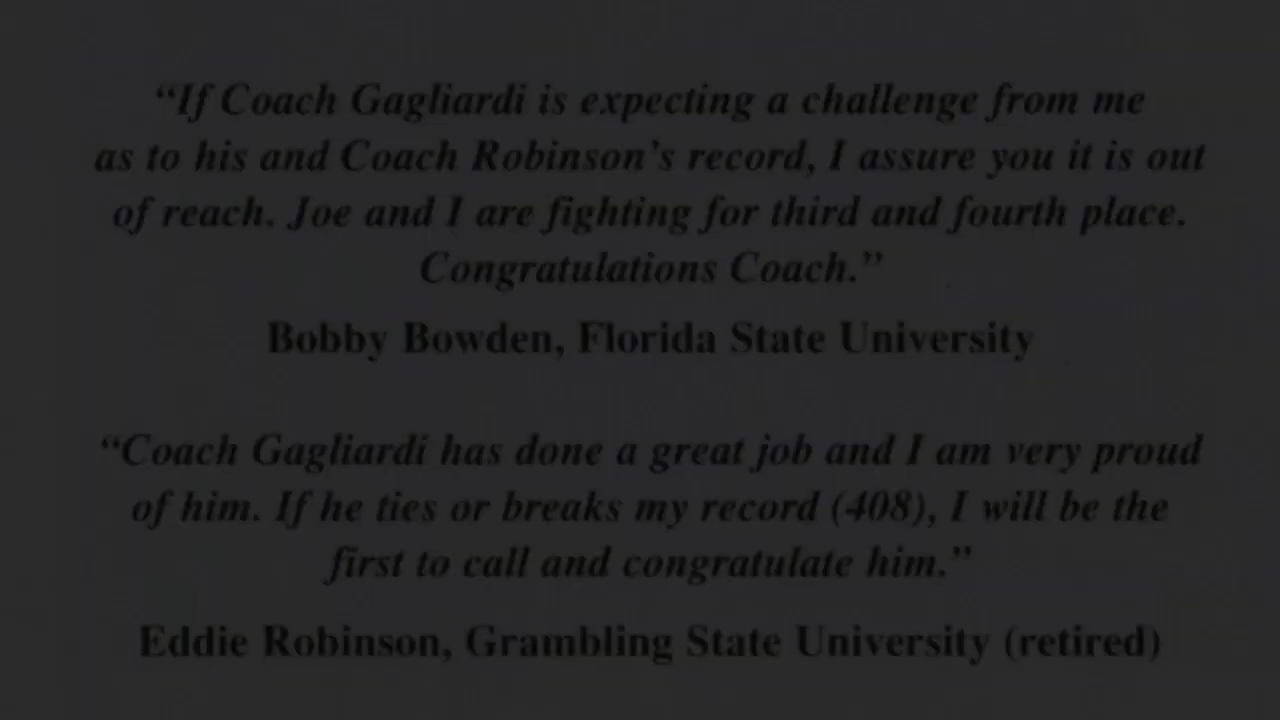 “If Coach Gagliardi is expecting a challenge from me
as to his and Coach Robinson’s record, I assure you it is out
of reach. Joe and I are fighting for third and fourth place.
Congratulations Coach.”
Bobby Bowden, Florida State University
“Coach Gagliardi has done a great job and I am very proud
of him. If he ties or breaks my record (408), I will be the
first to call and congratulate him.”
Eddie Robinson, Grambling State University (retired)